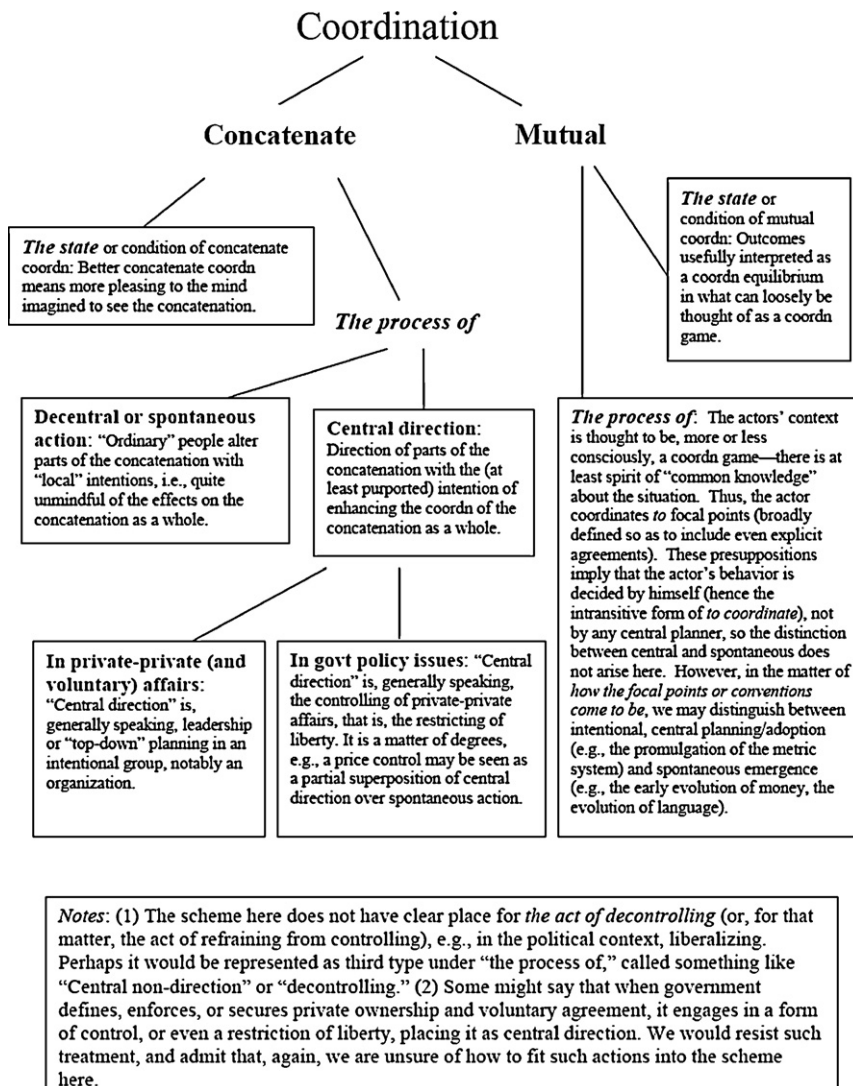 Coordination
Concatenate
Mutual
The state or condition of concatenate
coordn: Better concatenate coordn
means more pleasing to the mind
imagined to see the concatenation.
The state or
condition of mutual
coordn: Outcomes
usefully interpreted as
a coordn equilibrium
in what can loosely be
thought of as a coordn
game.
The process of
Decentral or spontaneous
action: “Ordinary” people alter
parts of the concatenation with
“local” intentions, i.e., quite
unmindful of the effects on the
concatenation as a whole.
Central direction:
Direction of parts of the
concatenation with the (at
least purported) intention of
enhancing the coordn of the
concatenation as a whole.
The process of: The actors’ context
is thought to be, more or less
consciously, a coordn game—there is at
least spirit of “common knowledge”
about the situation. Thus, the actor
coordinates to focal points (broadly
defined so as to include even explicit
agreements). These presuppositions
imply that the actor’s behavior is
decided by himself (hence the
intransitive form of to coordinate), not
by any central planner, so the distinction
between central and spontaneous does
not arise here. However, in the matter of
how the focal points or conventions
come to be, we may distinguish between
intentional, central planning/adoption
(e.g., the promulgation of the metric
system) and spontaneous emergence
(e.g., the early evolution of money, the
evolution of language).
In private-private (and
voluntary) affairs:
“Central direction” is,
generally speaking, leadership
or “top-down” planning in an
intentional group, notably an
organization.
In govt policy issues: “Central
direction” is, generally speaking,
the controlling of private-private
affairs, that is, the restricting of
liberty. It is a matter of degrees,
e.g., a price control may be seen as
a partial superposition of central
direction over spontaneous action.
Notes: (1) The scheme here does not have clear place for the act of decontrolling (or, for that
matter, the act of refraining from controlling), e.g., in the political context, liberalizing.
Perhaps it would be represented as third type under “the process of,” called something like
“Central non-direction” or “decontrolling.” (2) Some might say that when government
defines, enforces, or secures private ownership and voluntary agreement, it engages in a form
of control, or even a restriction of liberty, placing it as central direction. We would resist such
treatment, and admit that, again, we are unsure of how to fit such actions into the scheme
here.